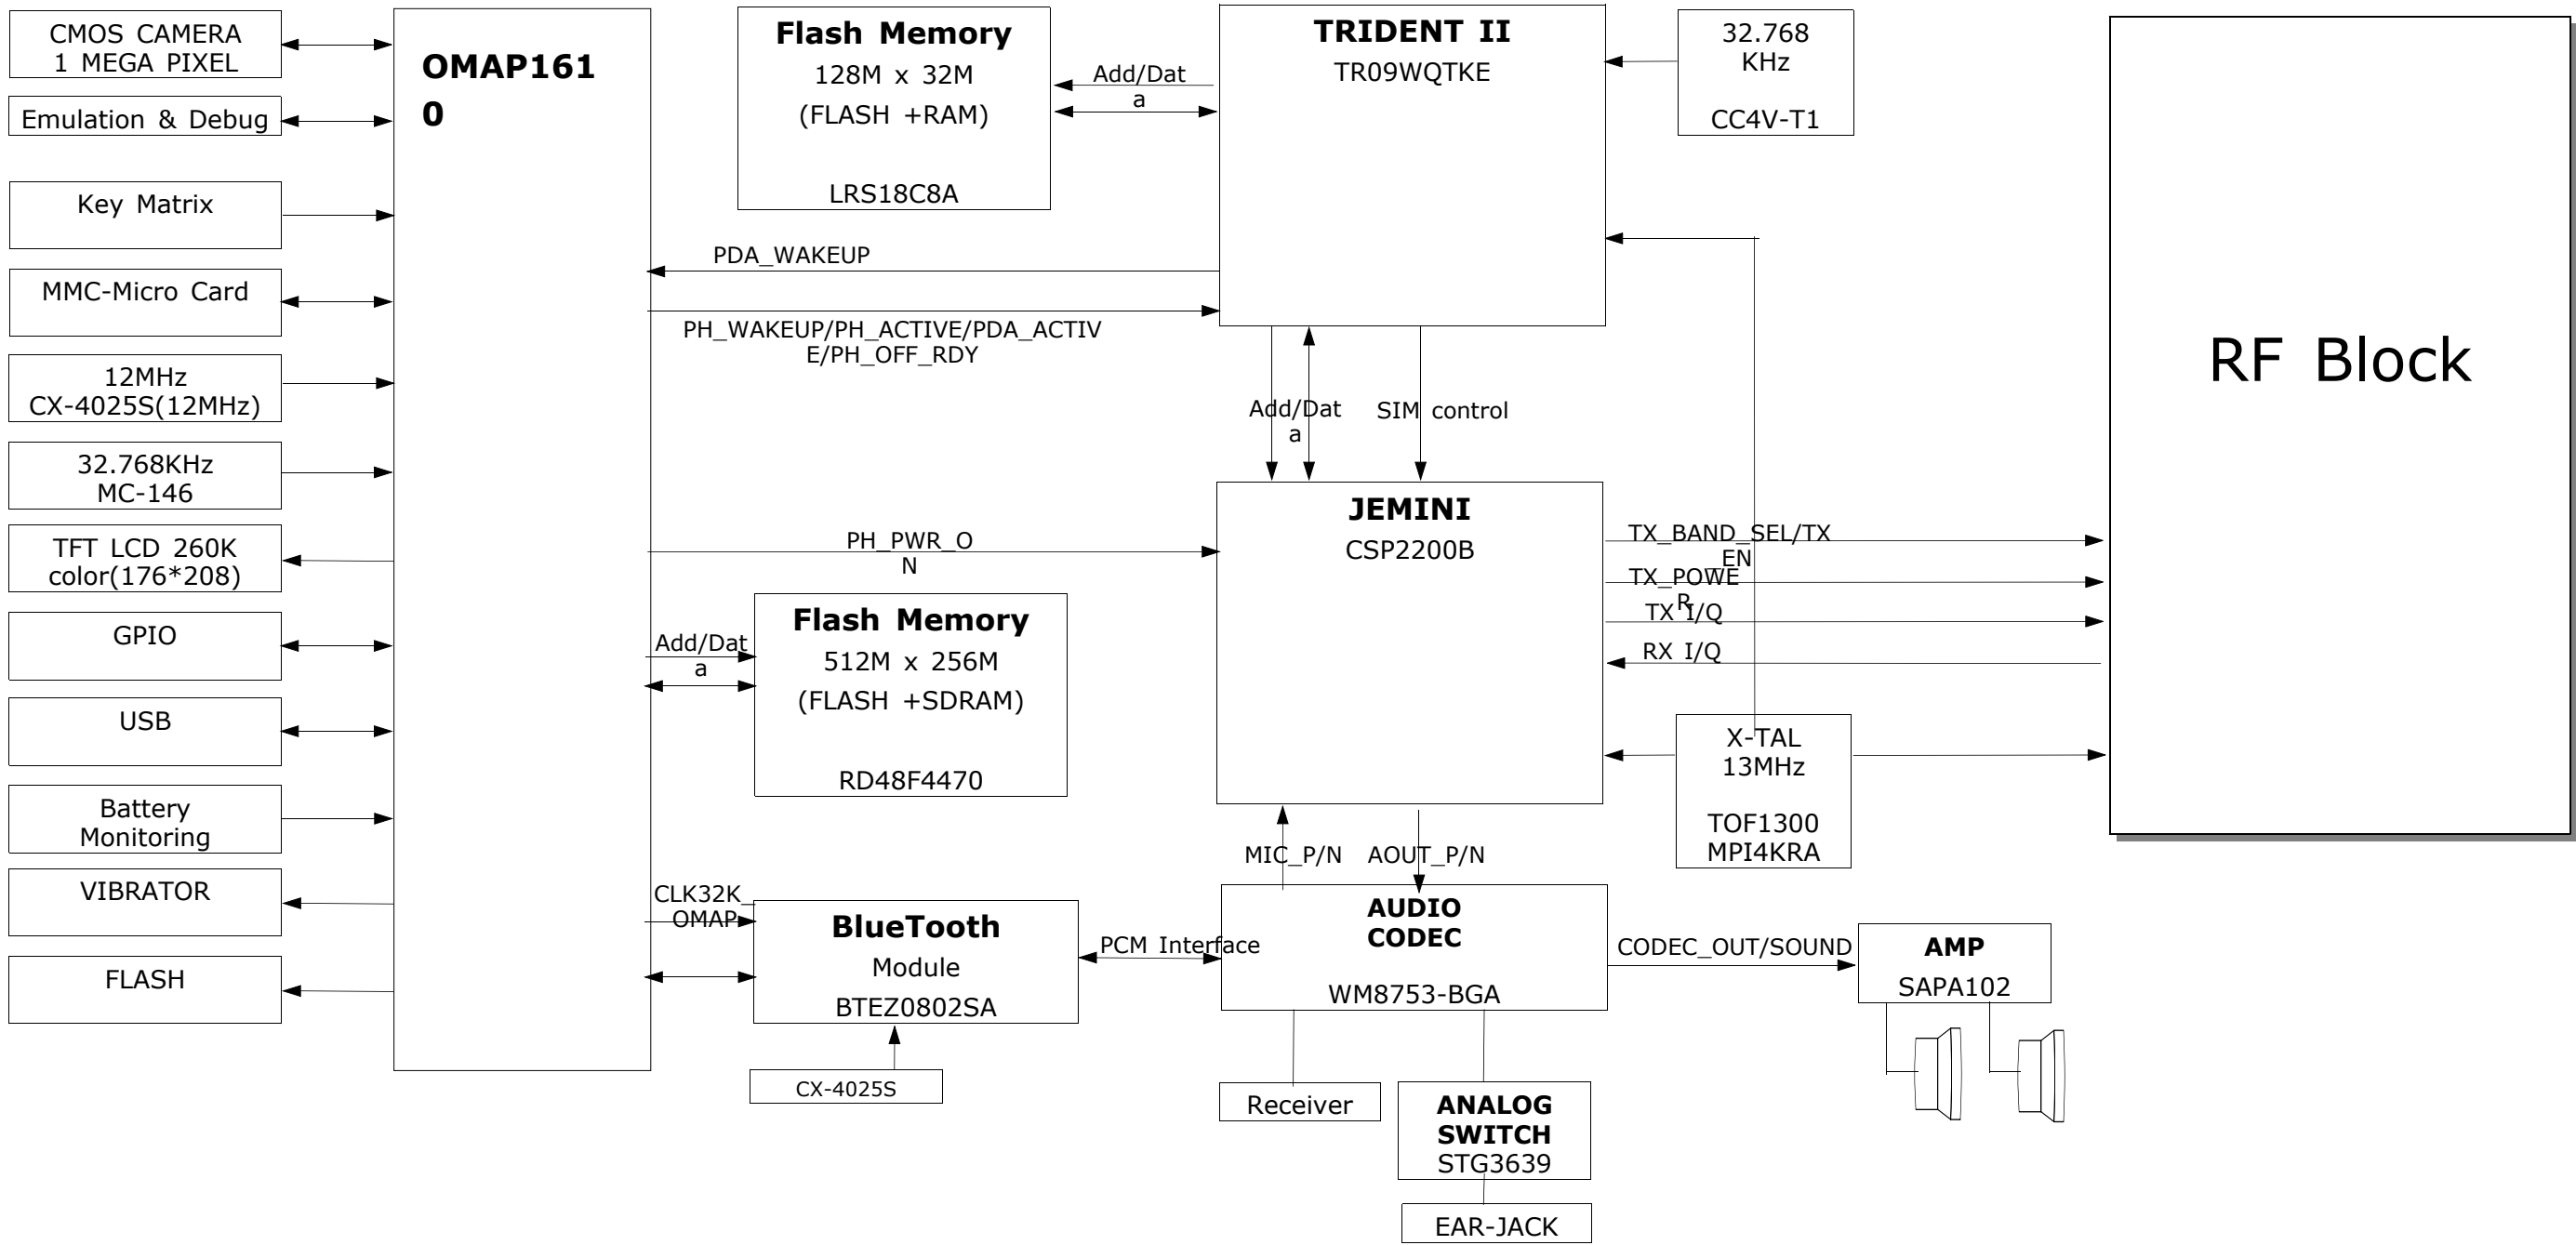 CMOS CAMERA
1 MEGA PIXEL
Emulation & Debug
Key Matrix
MMC-Micro Card
12MHz
CX-4025S(12MHz)
32.768KHz
MC-146
TFT LCD 260K
color(176*208)
GPIO
USB
Battery
Monitoring
VIBRATOR
FLASH
OMAP161
0
Flash Memory
128M x 32M
(FLASH +RAM)
LRS18C8A
Add/Dat
a
TRIDENT II
TR09WQTKE
32.768
KHz
CC4V-T1
PDA_WAKEUP
PH_WAKEUP/PH_ACTIVE/PDA_ACTIV
E/PH_OFF_RDY
Add/Dat
a
SIM control
RF Block
PH_PWR_O
N
JEMINI
CSP2200B
TX_BAND_SEL/TX
_EN
TX_POWE
R
TX I/Q
RX I/Q
Add/Dat
a
Flash Memory
512M x 256M
(FLASH +SDRAM)
RD48F4470
X-TAL
13MHz
TOF1300
MPI4KRA
MIC_P/N
AOUT_P/N
CLK32K_
OMAP
BlueTooth
Module
BTEZ0802SA
PCM Interface
AUDIO
CODEC
WM8753-BGA
CODEC_OUT/SOUND
AMP
SAPA102
CX-4025S
Receiver
ANALOG
SWITCH
STG3639
EAR-JACK